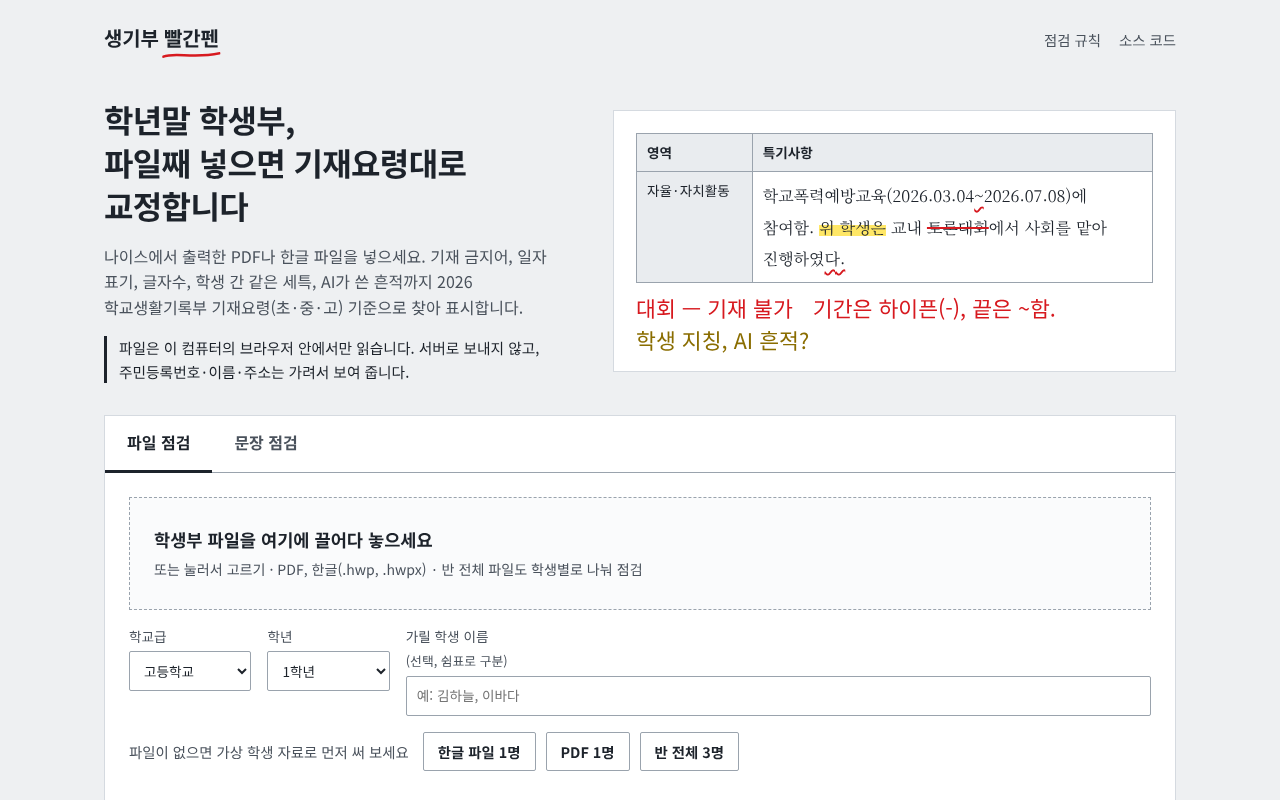 생기부 빨간펜
점검 규칙 소스 코드
학년말 학생부,
파일째 넣으면 기재요령대로
교정합니다
나이스에서 출력한 PDF나 한글 파일을 넣으세요. 기재 금지어, 일자
표기, 글자수, 학생 간 같은 세특, AI가 쓴 흔적까지 2026
학교생활기록부 기재요령(초·중·고) 기준으로 찾아 표시합니다.
파일은 이 컴퓨터의 브라우저 안에서만 읽습니다. 서버로 보내지 않고,
주민등록번호·이름·주소는 가려서 보여 줍니다.
영역 특기사항
자율·자치활동 학교폭력예방교육(2026.03.04~2026.07.08)에
참여함. 위 학생은 교내 토론대회에서 사회를 맡아
진행하였다.
대회 — 기재 불가 기간은 하이픈(-), 끝은 ~함.
학생 지칭, AI 흔적?
파일 점검 문장 점검
학생부 파일을 여기에 끌어다 놓으세요
또는 눌러서 고르기 · PDF, 한글(.hwp, .hwpx) · 반 전체 파일도 학생별로 나눠 점검
학교급 학년 가릴 학생 이름
(선택, 쉼표로 구분)
고등학교 1학년 예: 김하늘, 이바다
파일이 없으면 가상 학생 자료로 먼저 써 보세요 한글 파일 1명 PDF 1명 반 전체 3명